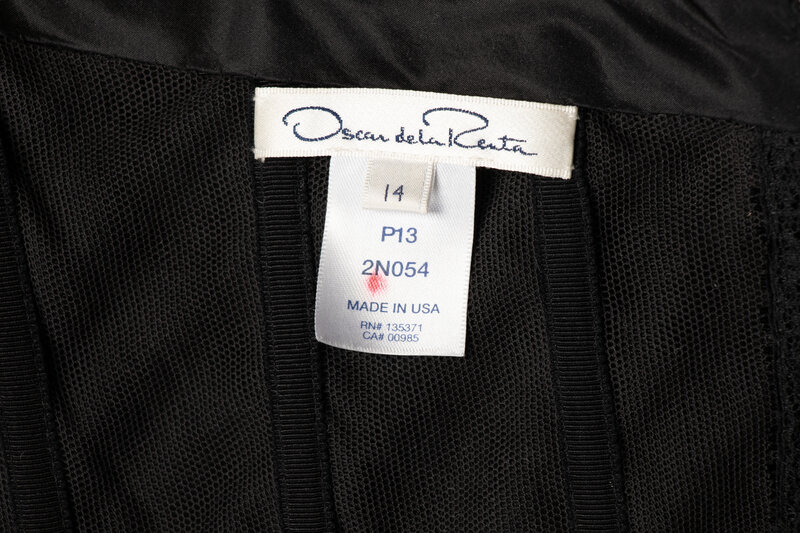 Oscar de la Renta
14
P13
2N054
MADE IN USA
RN# 135371
CA# 00985